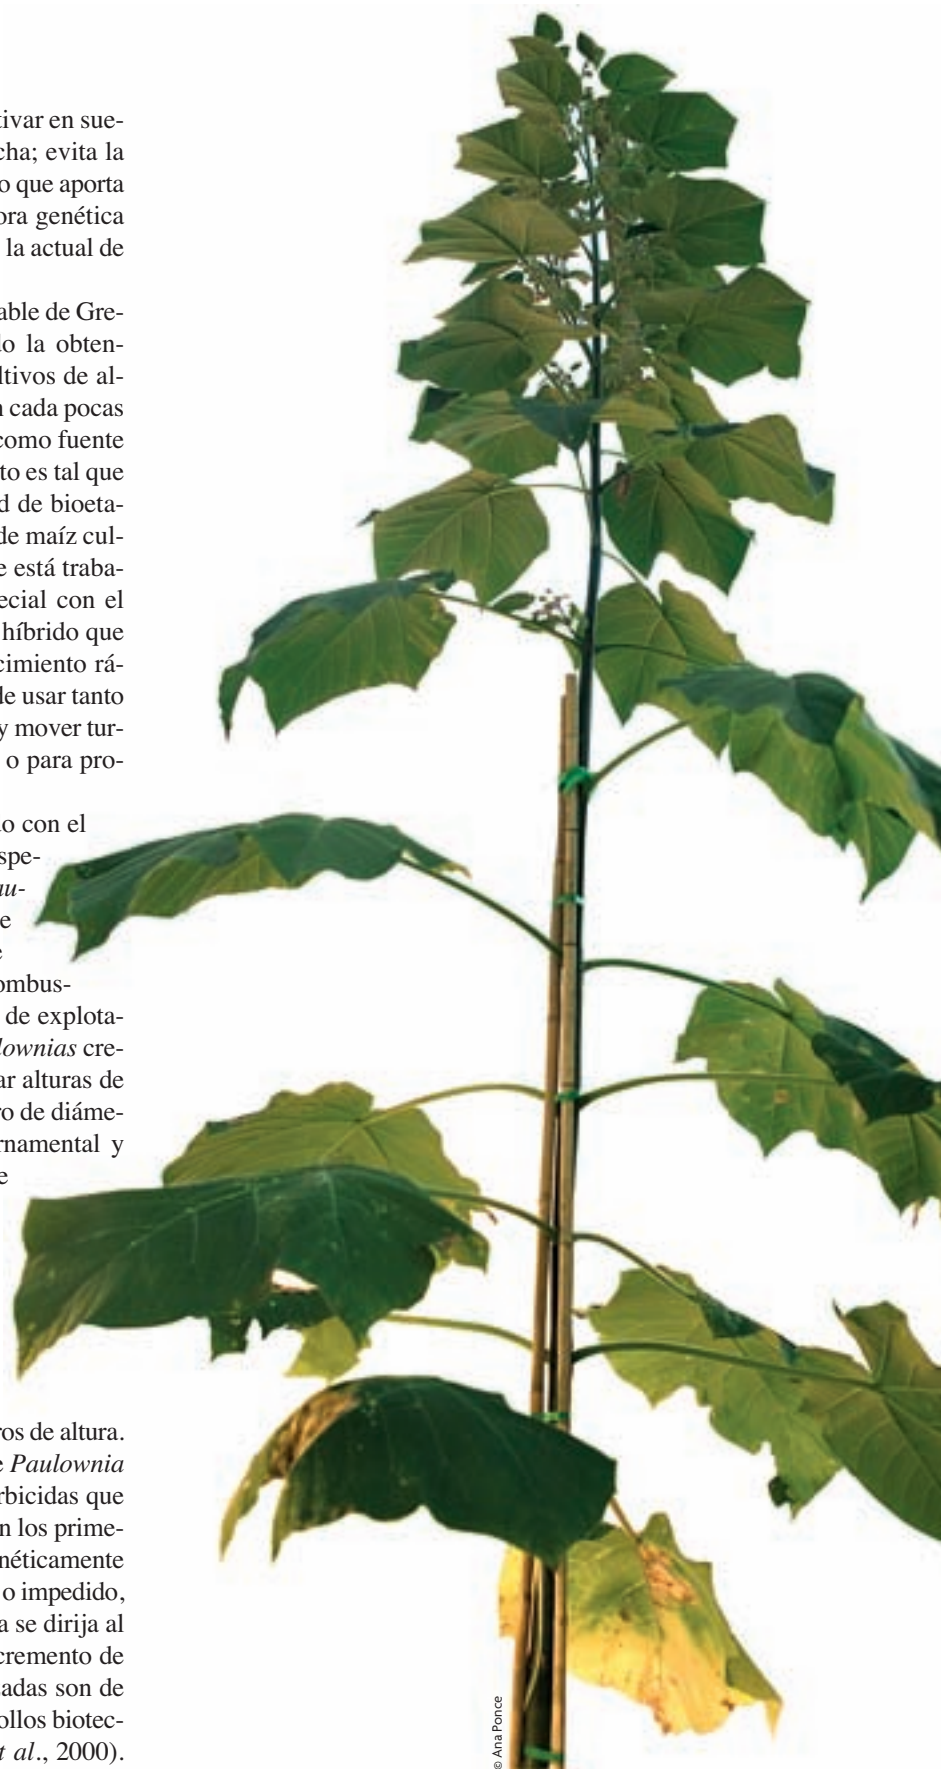 tivar en sue-
cha; evita la
o que aporta
ora genética
la actual de
able de Gre-
lo la obten-
ltivos de al-
n cada pocas
como fuente
to es tal que
d de bioeta-
de maíz cul-
e está traba-
ecial con el
híbrido que
cimiento rá-
de usar tanto
y mover tur-
o para pro-
lo con el
spe-
au-
e
e
ombus-
de explota-
lownias cre-
ar alturas de
ro de diáme-
rnamental y
e
ros de altura.
e Paulownia
rbicidas que
n los prime-
néticamente
o impedido,
a se dirija al
cremento de
adas son de
ollos biotec-
t al., 2000).
© Ana Ponce